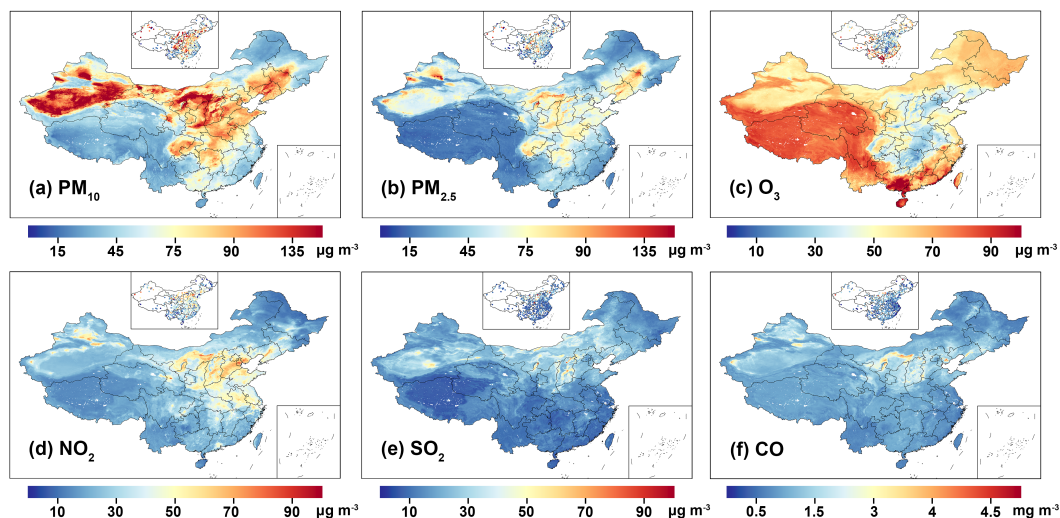 (a) PM10
(b) PM2.5
(c) O3
15 45 75 90 135 μg m-3
15 45 75 90 135 μg m-3
10 30 50 70 90 μg m-3
(d) NO2
(e) SO2
(f) CO
10 30 50 70 90 μg m-3
10 30 50 70 90 μg m-3
0.5 1.5 3 4 4.5 mg m-3